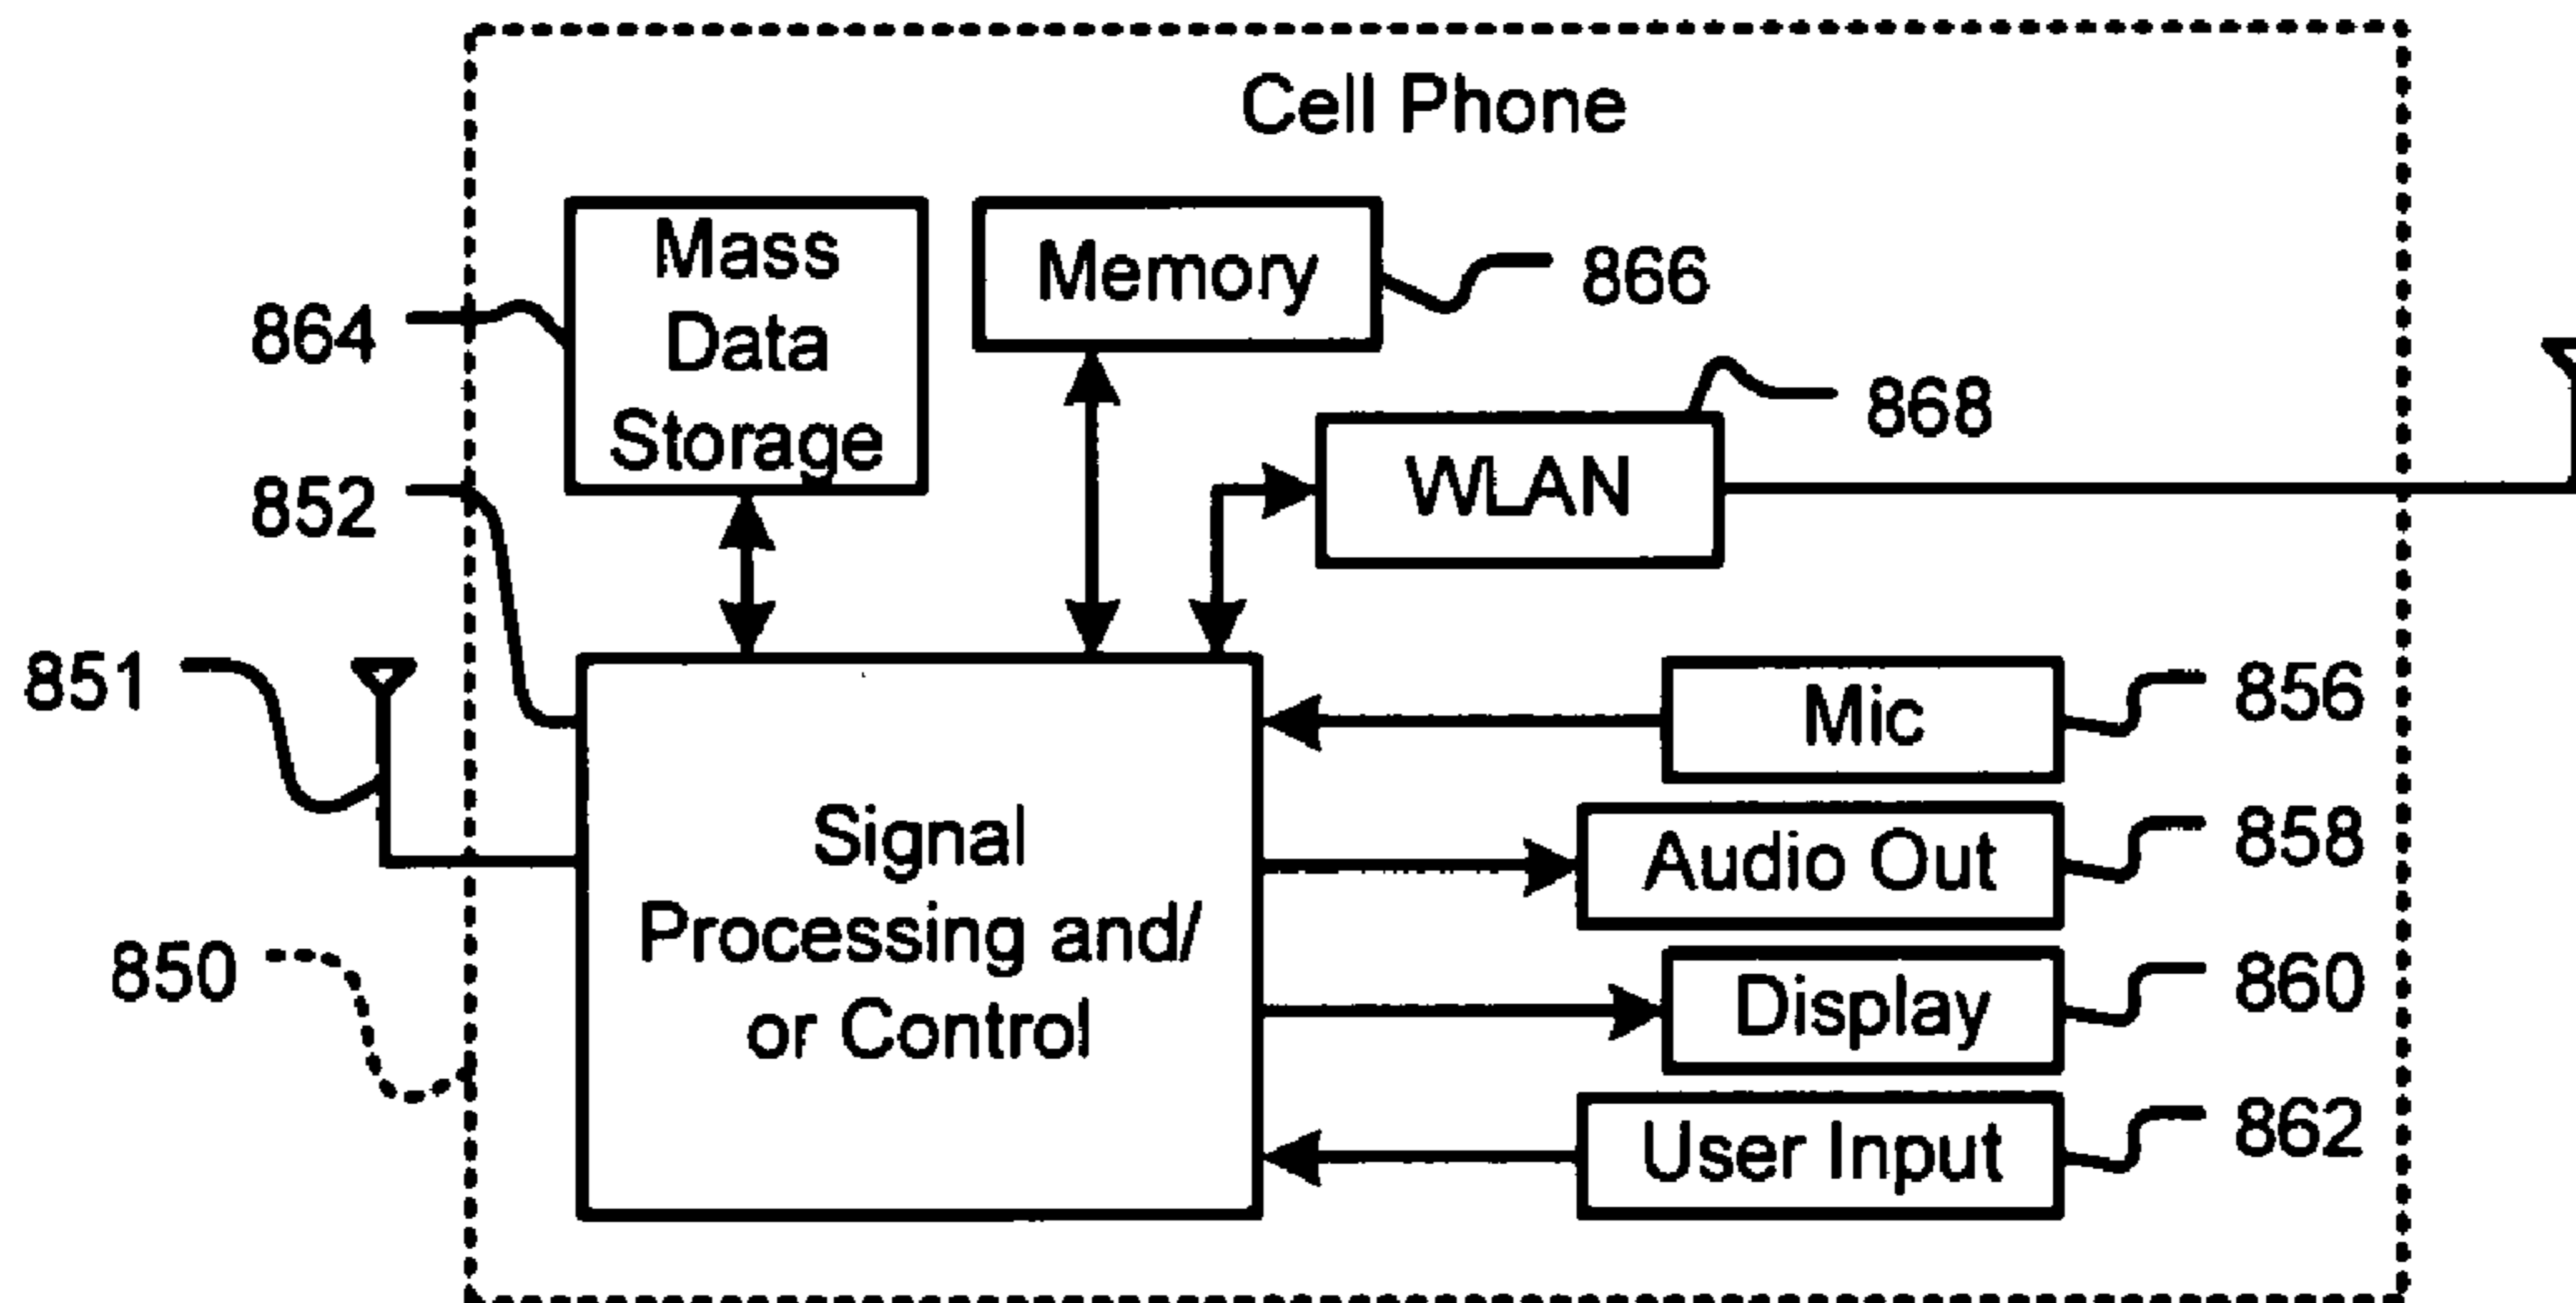 Cell Phone
Mass
Data
Storage
Memory
866
864
WLAN
868
852
851
Signal
Processing and/
or Control
Mic
856
Audio Out
858
850
Display
860
User Input
862